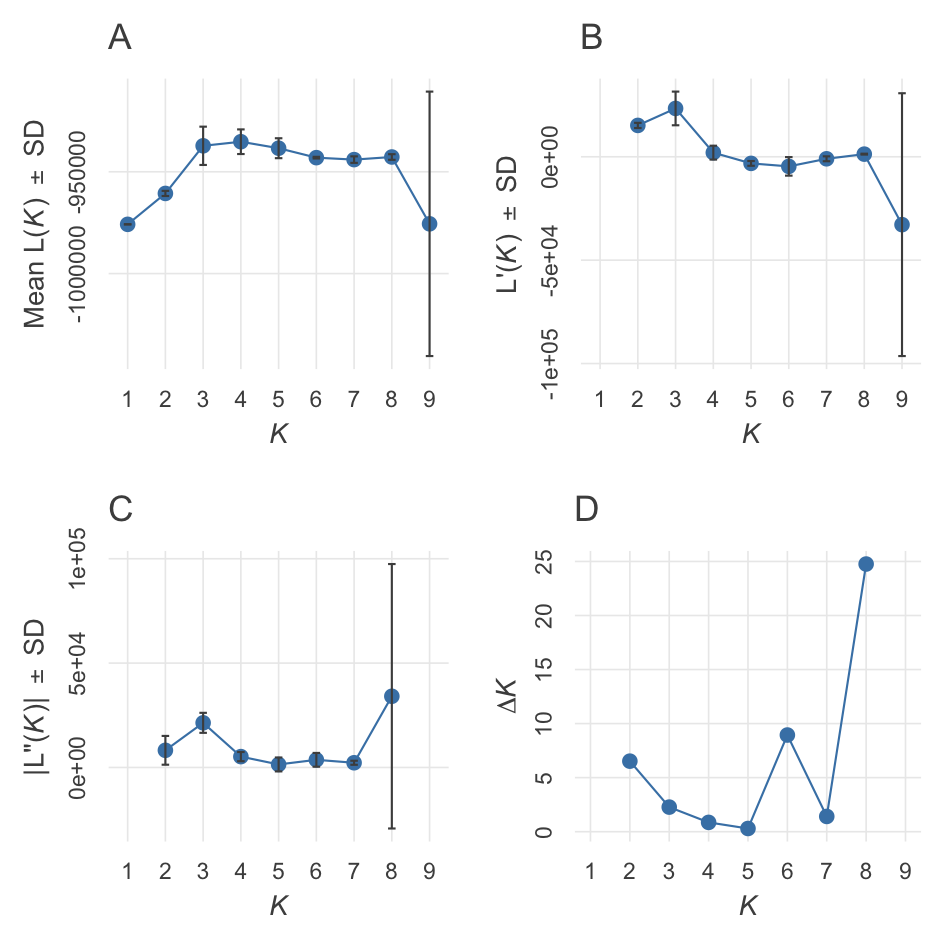 A
Mean L(K) ± SD
-950000
-1000000
1 2 3 4 5 6 7 8 9
K
B
L'(K) ± SD
0e+00
-5e+04
-1e+05
1 2 3 4 5 6 7 8 9
K
C
|L"(K)| ± SD
1e+05
5e+04
0e+00
1 2 3 4 5 6 7 8 9
K
D
ΔK
25
20
15
10
5
0
1 2 3 4 5 6 7 8 9
K